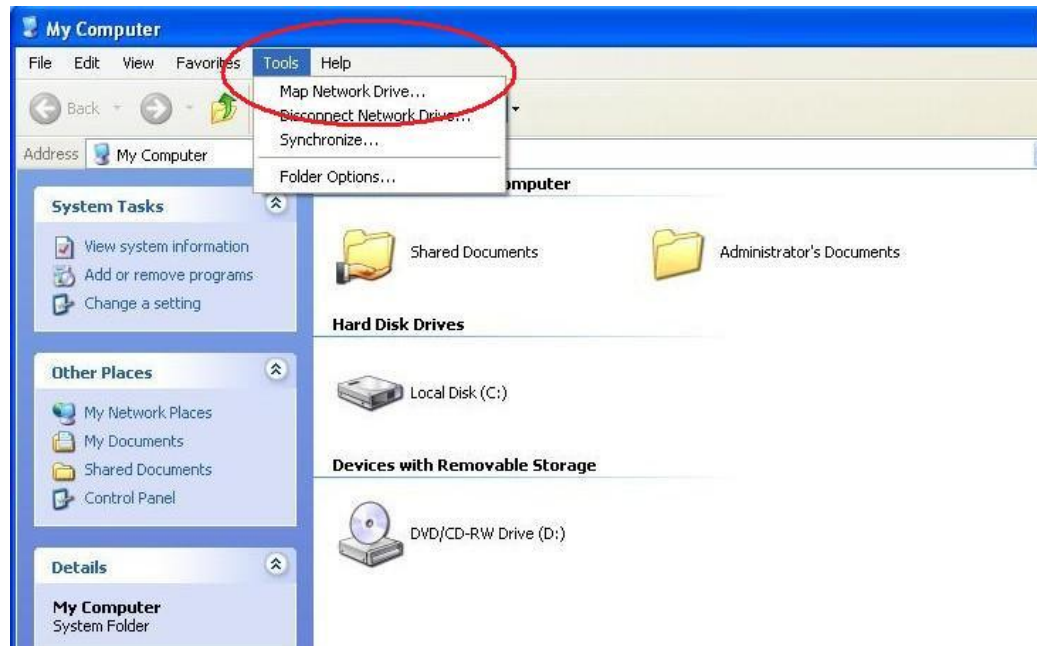 My Computer
File Edit View Favorites Tools Help
Map Network Drive...
Disconnect Network Drive...
Synchronize...
Folder Options...
Back
Address My Computer
System Tasks
View system information
Add or remove programs
Change a setting
Other Places
My Network Places
My Documents
Shared Documents
Control Panel
Details
My Computer
System Folder
Shared Documents
Administrator's Documents
Hard Disk Drives
Local Disk (C:)
Devices with Removable Storage
DVD/CD-RW Drive (D:)